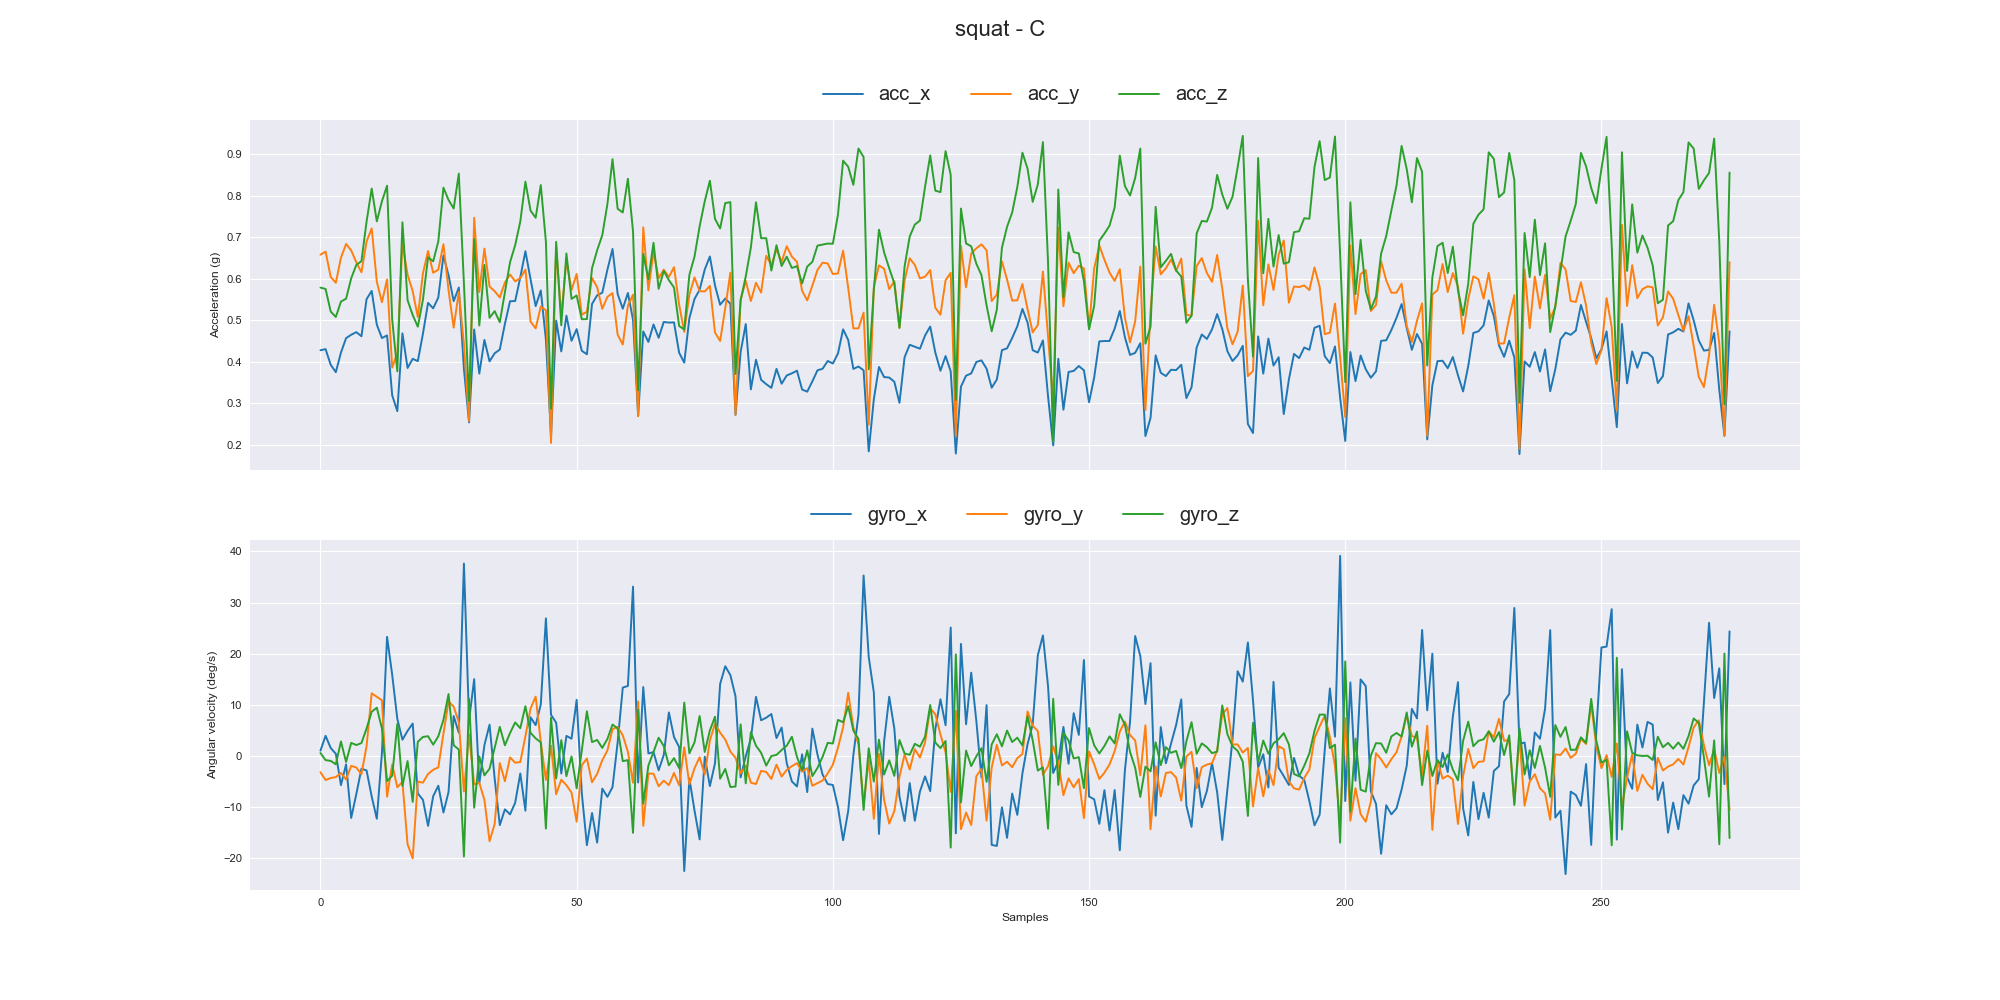 squat - C
acc_x acc_y acc_z
0.9
0.8
0.7
0.6
0.5
0.4
0.3
0.2
Accelleration (g)
gyro_x gyro_y gyro_z
40
30
20
10
0
−10
−20
Angular velocity (deg/s)
0 50 100 150 200 250
Samples